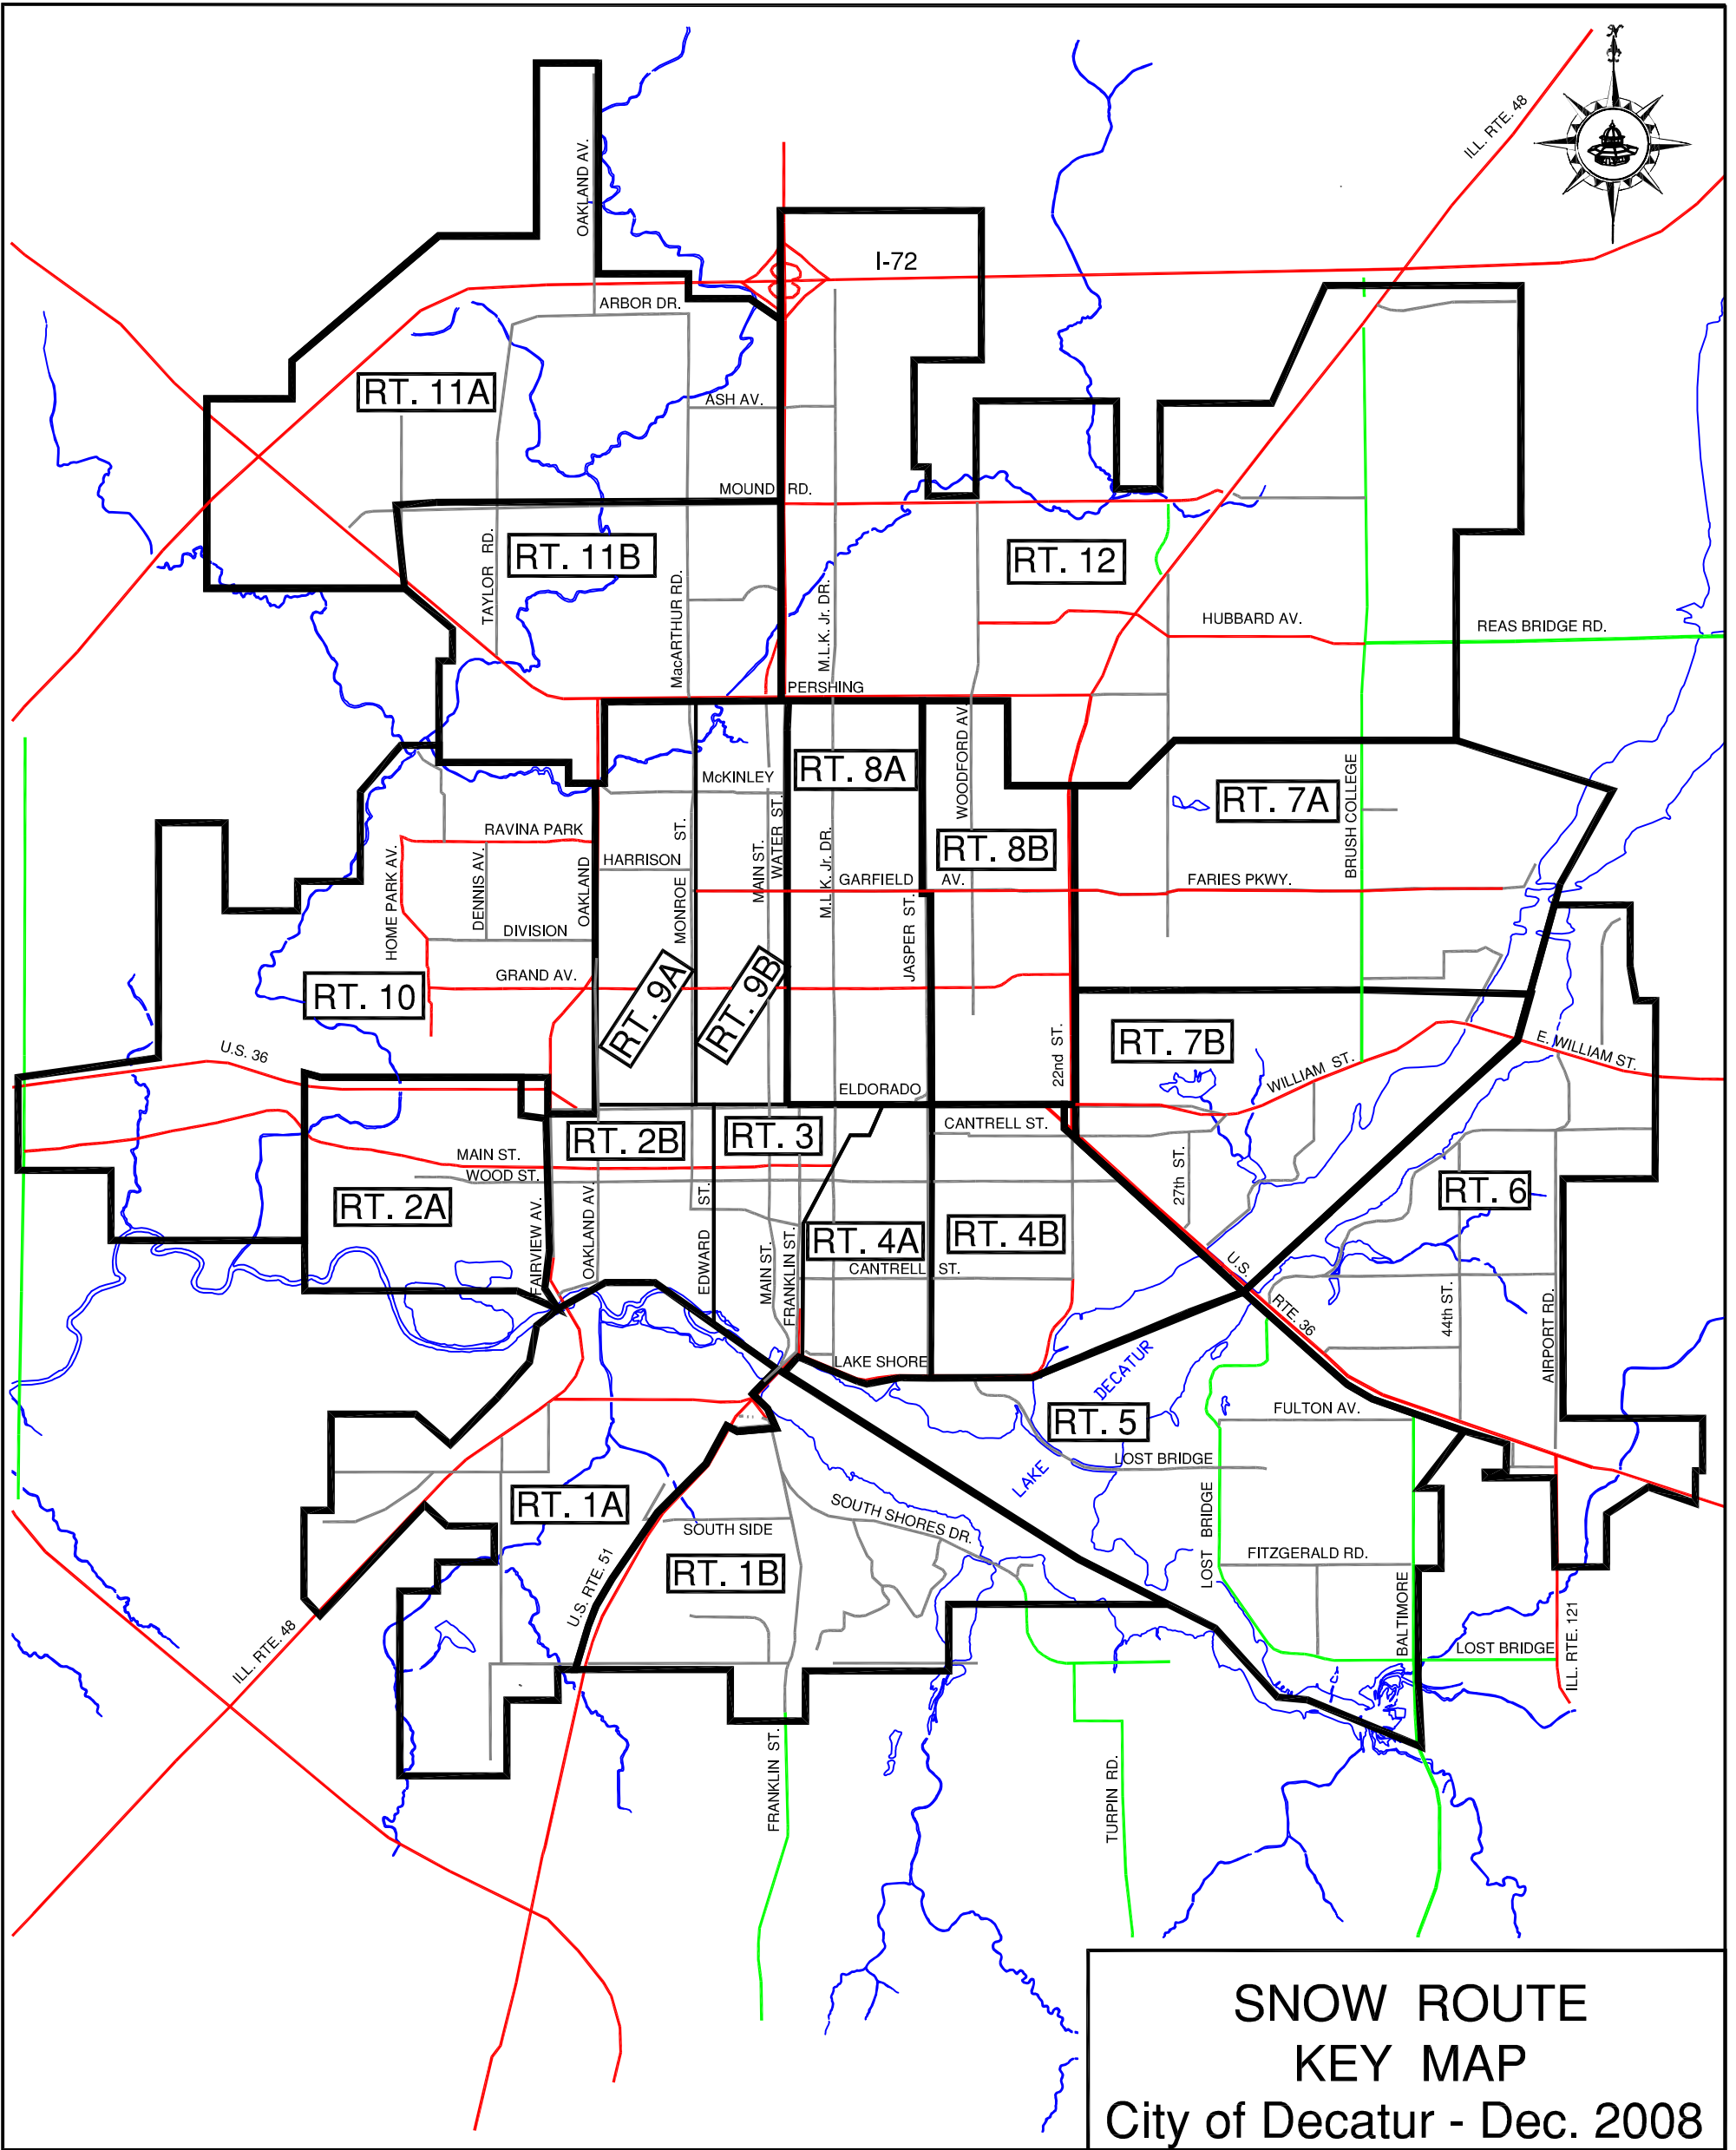 N
ILL. RTE. 48
OAKLAND AV.
I-72
ARBOR DR.
RT. 11A
ASH AV.
MOUND RD.
TAYLOR RD.
RT. 11B
MacARTHUR RD.
M.L.K. Jr. DR.
RT. 12
HUBBARD AV.
REAS BRIDGE RD.
PERSHING
WOODFORD AV.
McKINLEY
RT. 8A
RT. 7A
BRUSH COLLEGE
RAVINA PARK
HARRISON
ST.
MONROE
MAIN ST.
WATER ST.
M.L.K. Jr. DR.
RT. 8B
GARFIELD AV.
FARIES PKWY.
HOME PARK AV.
DENNIS AV.
OAKLAND
DIVISION
JASPER ST.
GRAND AV.
RT. 10
RT. 9A
RT. 9B
22nd ST.
RT. 7B
U.S. 36
E. WILLIAM ST.
WILLIAM ST.
ELDORADO
CANTRELL ST.
RT. 2B
RT. 3
MAIN ST.
WOOD ST.
27th ST.
RT. 2A
FAIRVIEW AV.
OAKLAND AV.
EDWARD ST.
MAIN ST.
FRANKLIN ST.
RT. 4A
RT. 4B
RT. 6
CANTRELL ST.
U.S. RTE. 36
44th ST.
AIRPORT RD.
LAKE SHORE
LAKE DECATUR
RT. 5
FULTON AV.
LOST BRIDGE
RT. 1A
SOUTH SHORES DR.
SOUTH SIDE
LOST BRIDGE
FITZGERALD RD.
RT. 1B
U.S. RTE. 51
BALTIMORE
LOST BRIDGE
ILL. RTE. 121
ILL. RTE. 48
FRANKLIN ST.
TURPIN RD.
SNOW ROUTE
KEY MAP
City of Decatur - Dec. 2008